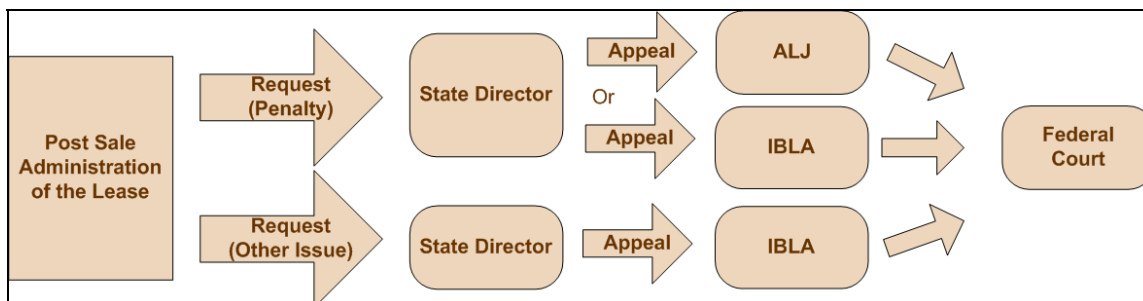 Post Sale
Administration
of the Lease
Request
(Penalty)
State Director
Appeal
Or
Appeal
ALJ
IBLA
Federal
Court
Request
(Other Issue)
State Director
Appeal
IBLA